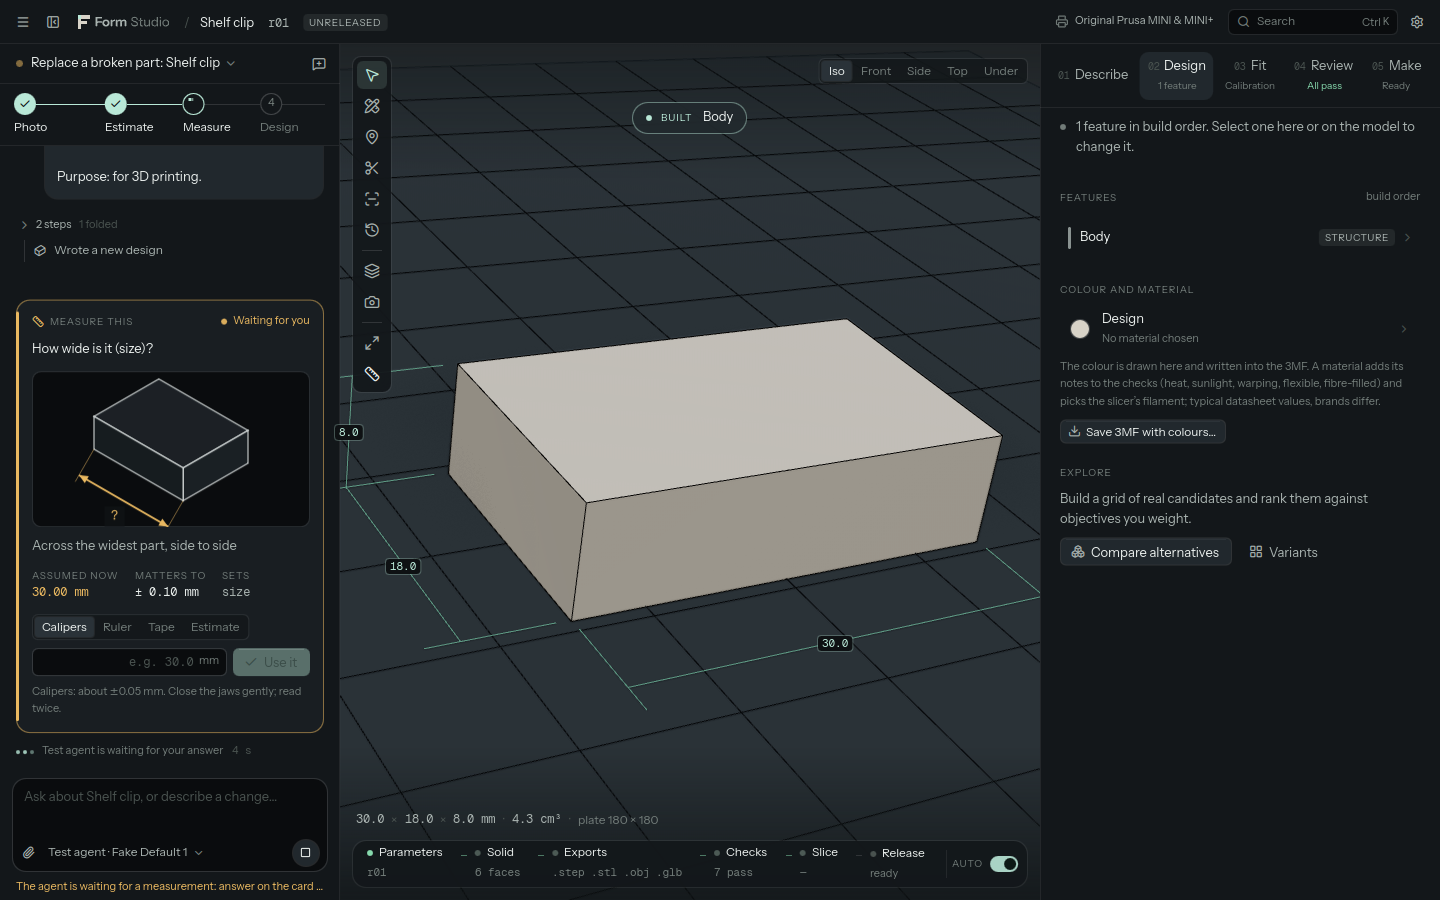 Form Studio / Shelf clip r01 UNRELEASED
Original Prusa MINI & MINI+
Search Ctrl K
Replace a broken part: Shelf clip
4
Photo Estimate Measure Design
Purpose: for 3D printing.
2 steps 1 folded
Wrote a new design
MEASURE THIS Waiting for you
How wide is it (size)?
?
Across the widest part, side to side
ASSUMED NOW MATTERS TO SETS
30.00 mm ± 0.10 mm size
Calipers Ruler Tape Estimate
e.g. 30.0 mm Use it
Calipers: about ±0.05 mm. Close the jaws gently; read
twice.
Test agent is waiting for your answer 4 s
Ask about Shelf clip, or describe a change...
Test agent · Fake Default 1
The agent is waiting for a measurement: answer on the card ...
Iso Front Side Top Under
BUILT Body
8.0
18.0
30.0
30.0 × 18.0 × 8.0 mm · 4.3 cm³ · plate 180 × 180
Parameters Solid Exports Checks Slice Release
r01 6 faces .step .stl .obj .glb 7 pass — ready
AUTO
01 Describe 02 Design 03 Fit 04 Review 05 Make
1 feature Calibration All pass Ready
1 feature in build order. Select one here or on the model to
change it.
FEATURES build order
Body STRUCTURE
COLOUR AND MATERIAL
Design
No material chosen
The colour is drawn here and written into the 3MF. A material adds its
notes to the checks (heat, sunlight, warping, flexible, fibre-filled) and
picks the slicer's filament; typical datasheet values, brands differ.
Save 3MF with colours...
EXPLORE
Build a grid of real candidates and rank them against
objectives you weight.
Compare alternatives Variants